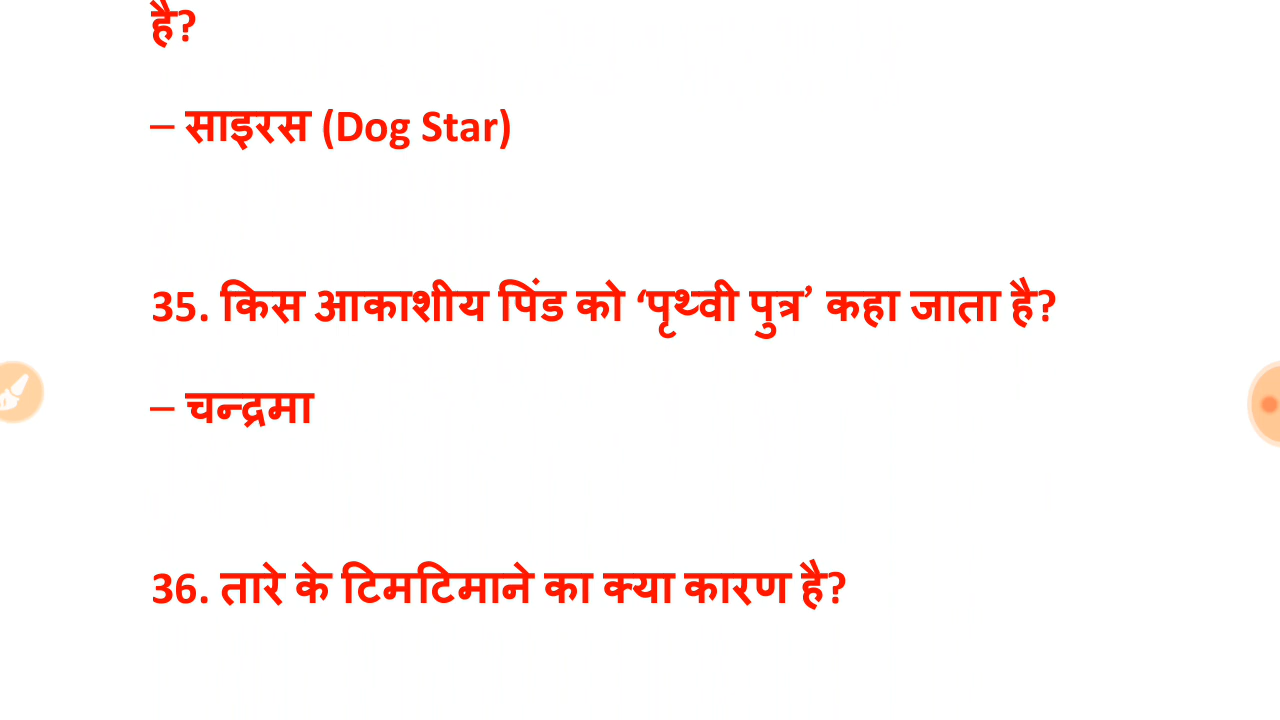 है?
– साइरस (Dog Star)
35. किस आकाशीय पिंड को ‘पृथ्वी पुत्र’ कहा जाता है?
– चन्द्रमा
36. तारे के टिमटिमाने का क्या कारण है?